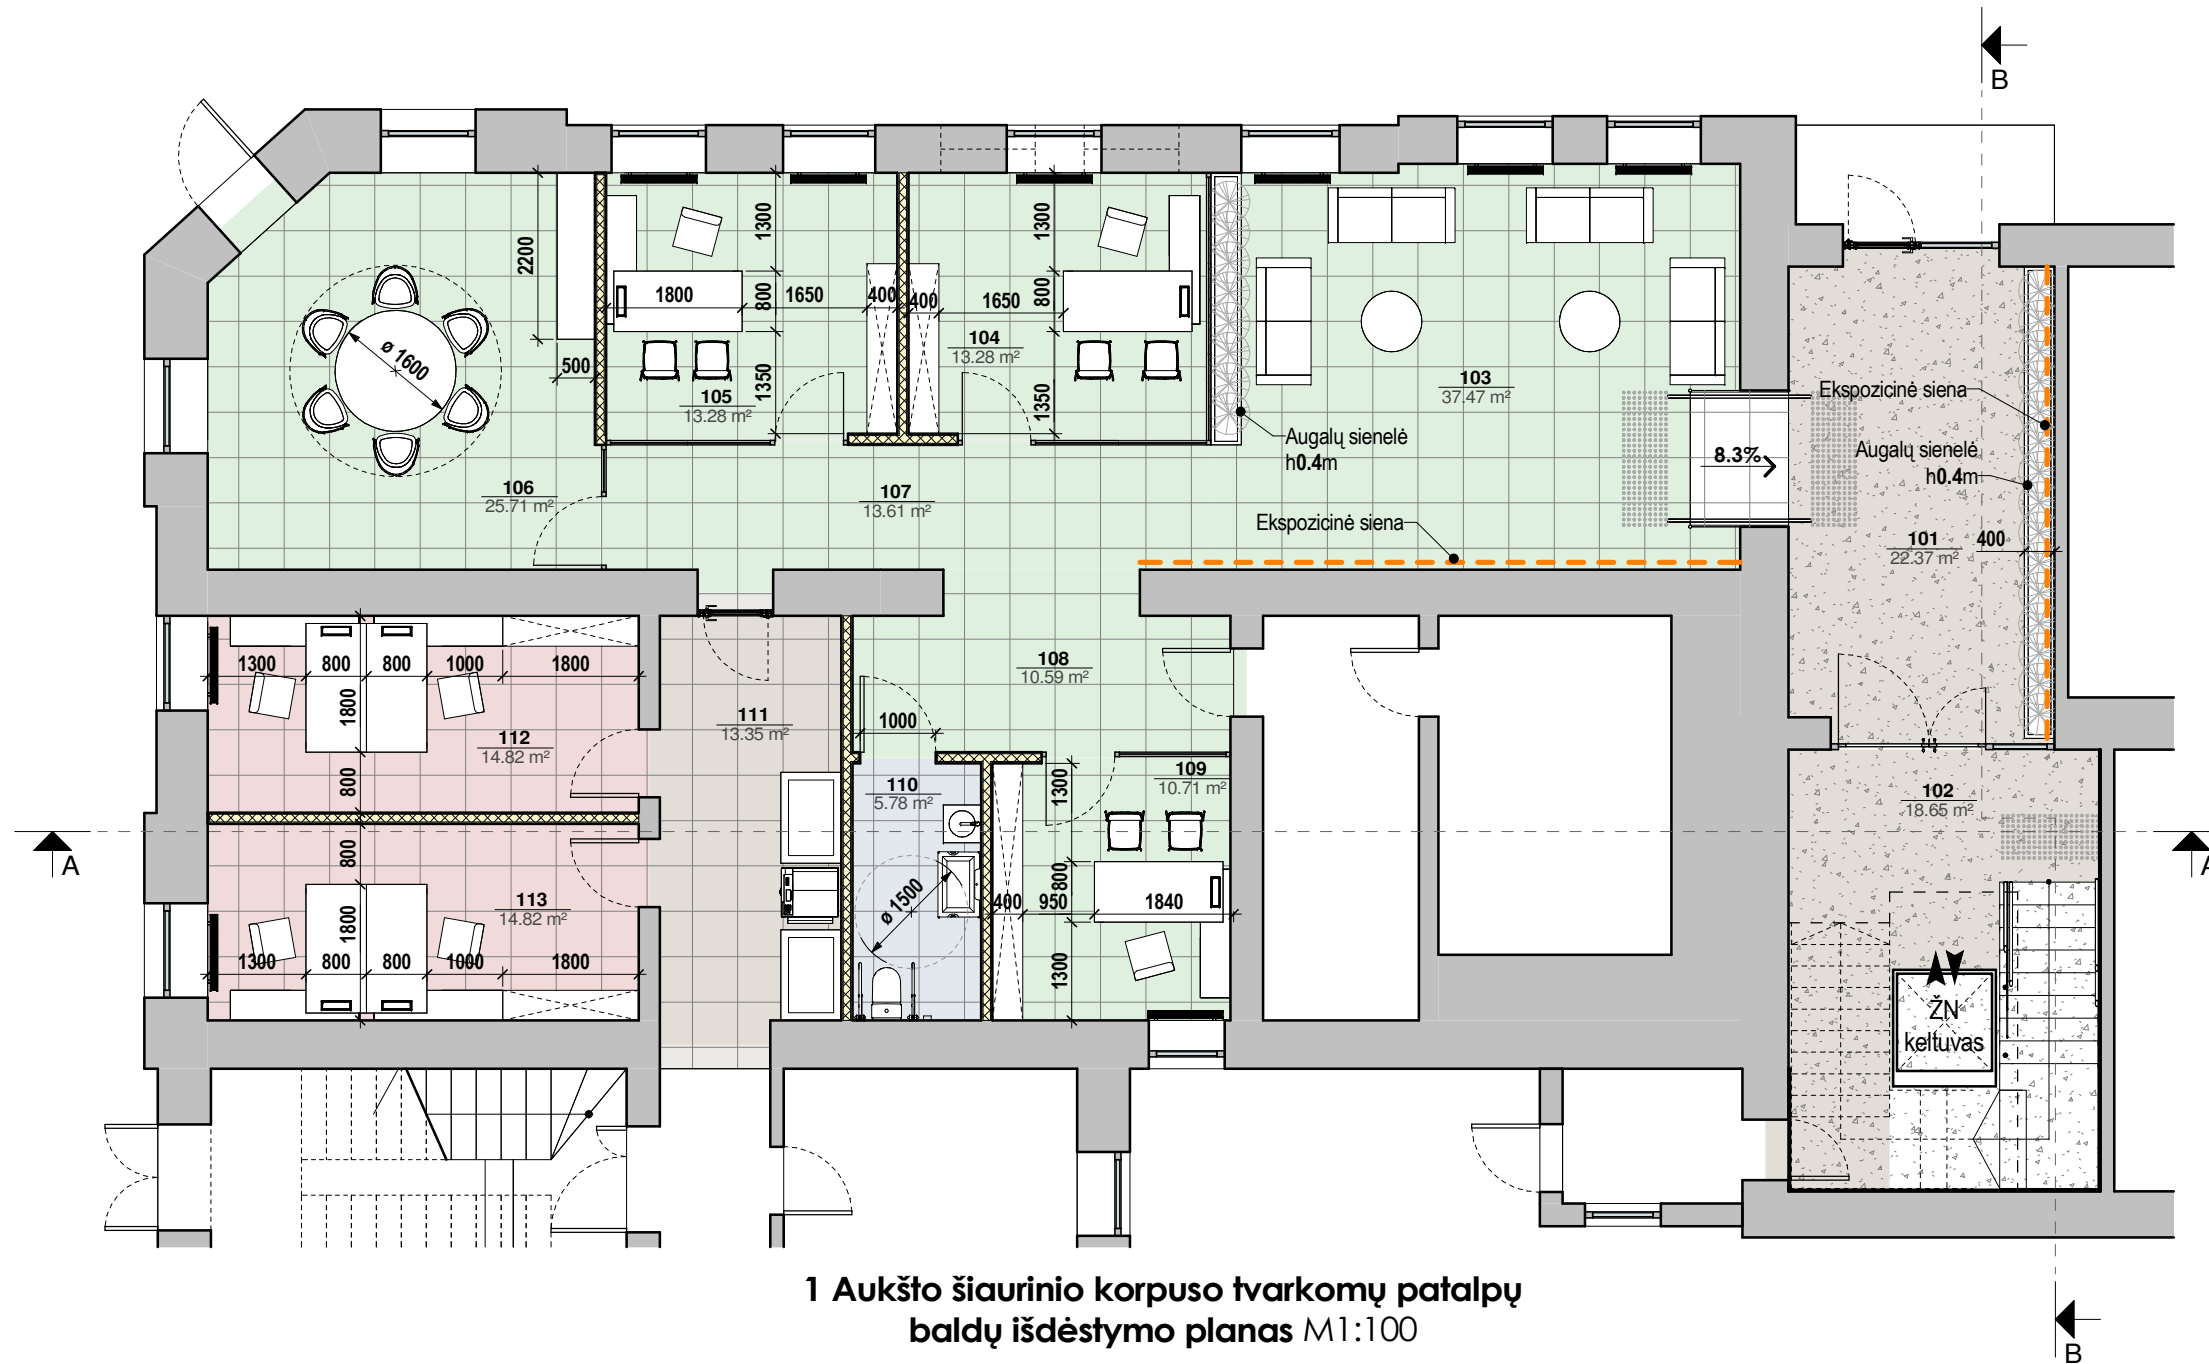 B
2200
1300
1300
1800
800
1650
400
400
1650
800
ø 1600
500
1350
1350
105
13.28 m²
104
13.28 m²
103
37.47 m²
Augalų sienelė
h0.4m
8.3%
Ekspozicinė siena
Augalų sienelė
h0.4m
106
25.71 m²
107
13.61 m²
Ekspozicinė siena
101
22.37 m²
400
1300
800
800
1000
1800
1800
800
112
14.82 m²
111
13.35 m²
108
10.59 m²
1000
110
5.78 m²
109
10.71 m²
1300
102
18.65 m²
A
A
800
1800
113
14.82 m²
1300
800
800
1000
1800
ø 1500
400
950
800
1840
1300
ŽN
keltuvas
1 Aukšto šiaurinio korpuso tvarkomų patalpų
baldų išdėstymo planas M1:100
B